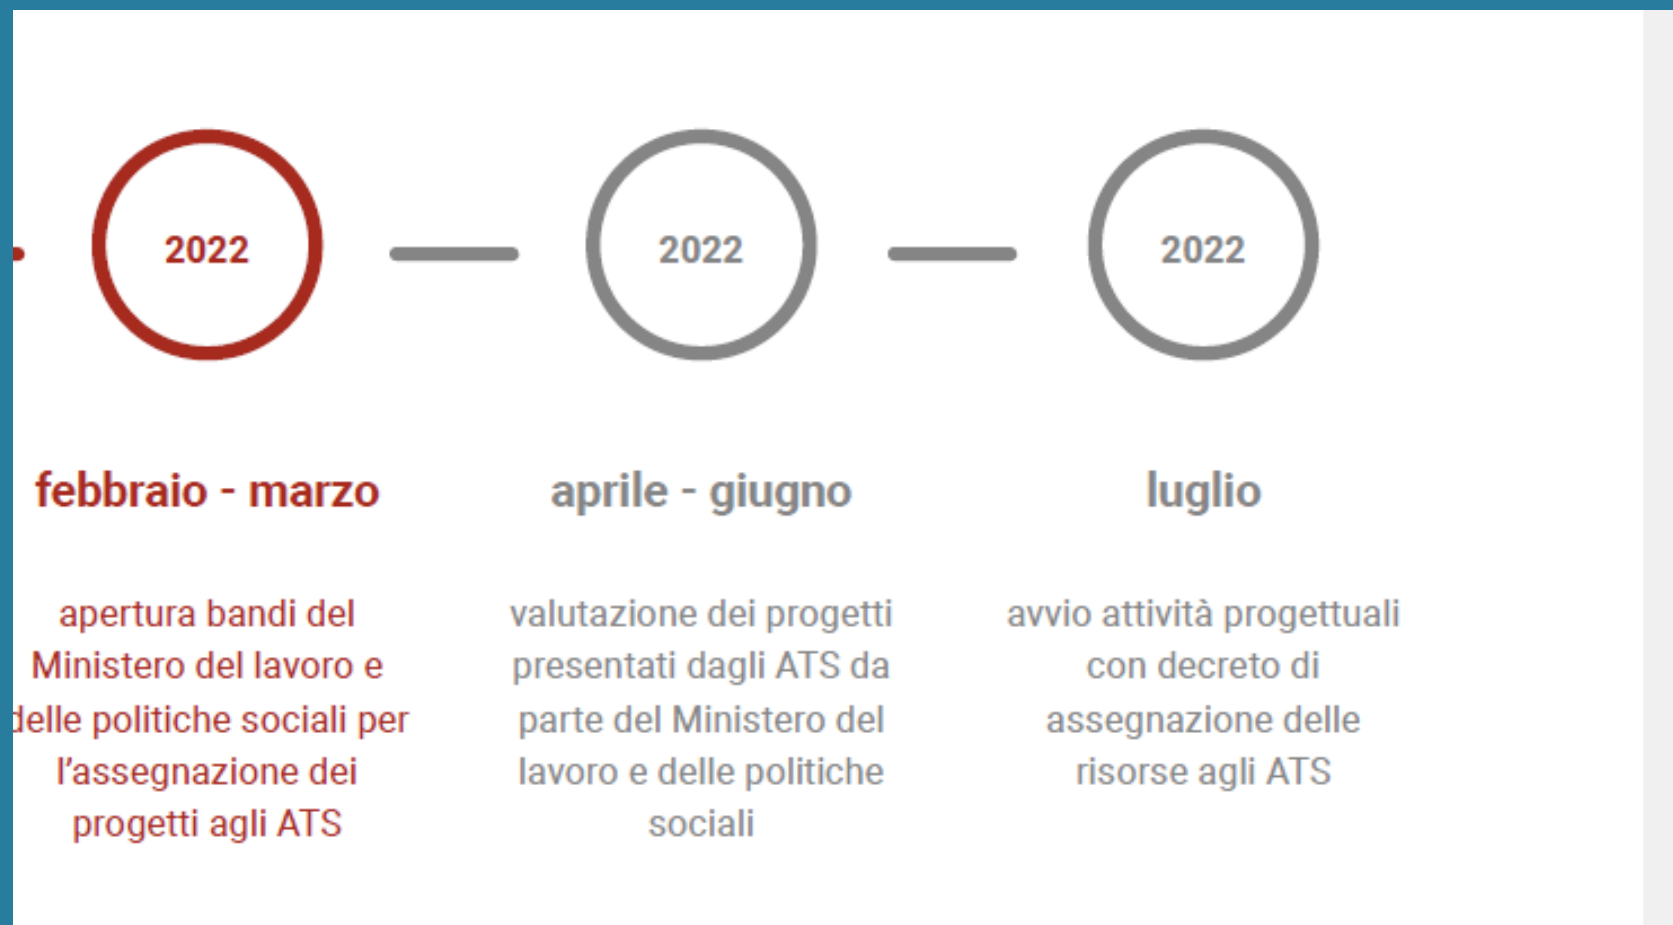 2022
febbraio - marzo
apertura bandi del
Ministero del lavoro e
delle politiche sociali per
l’assegnazione dei
progetti agli ATS
2022
aprile - giugno
valutazione dei progetti
presentati dagli ATS da
parte del Ministero del
lavoro e delle politiche
sociali
2022
luglio
avvio attività progettuali
con decreto di
assegnazione delle
risorse agli ATS